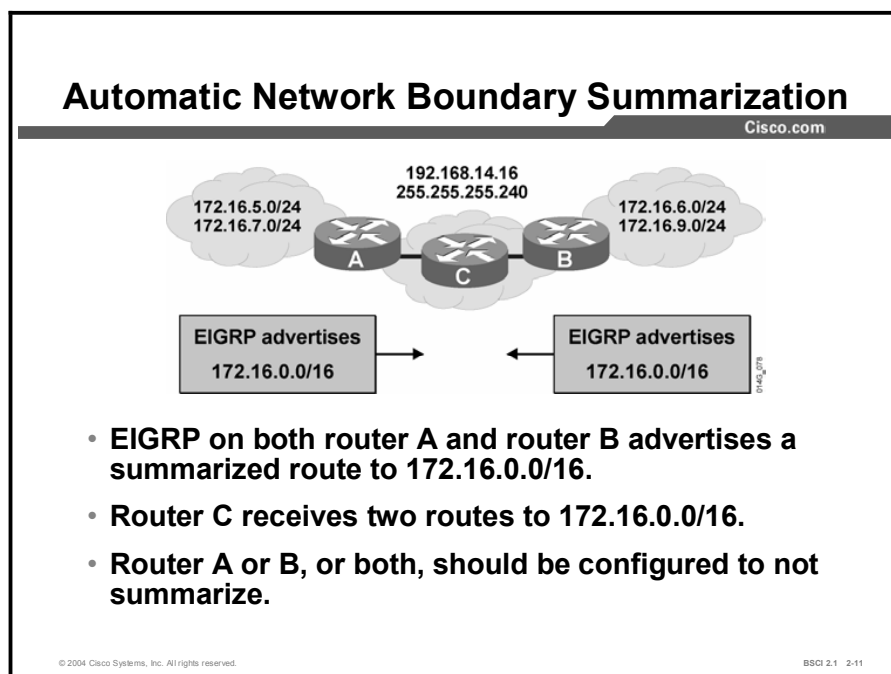 Automatic Network Boundary Summarization
Cisco.com
192.168.14.16
255.255.255.240
172.16.5.0/24
172.16.7.0/24
172.16.6.0/24
172.16.9.0/24
A
C
B
EIGRP advertises
172.16.0.0/16
EIGRP advertises
172.16.0.0/16
014G_078
• EIGRP on both router A and router B advertises a
summarized route to 172.16.0.0/16.
• Router C receives two routes to 172.16.0.0/16.
• Router A or B, or both, should be configured to not
summarize.
© 2004 Cisco Systems, Inc. All rights reserved.
BSCI 2.1 2-11